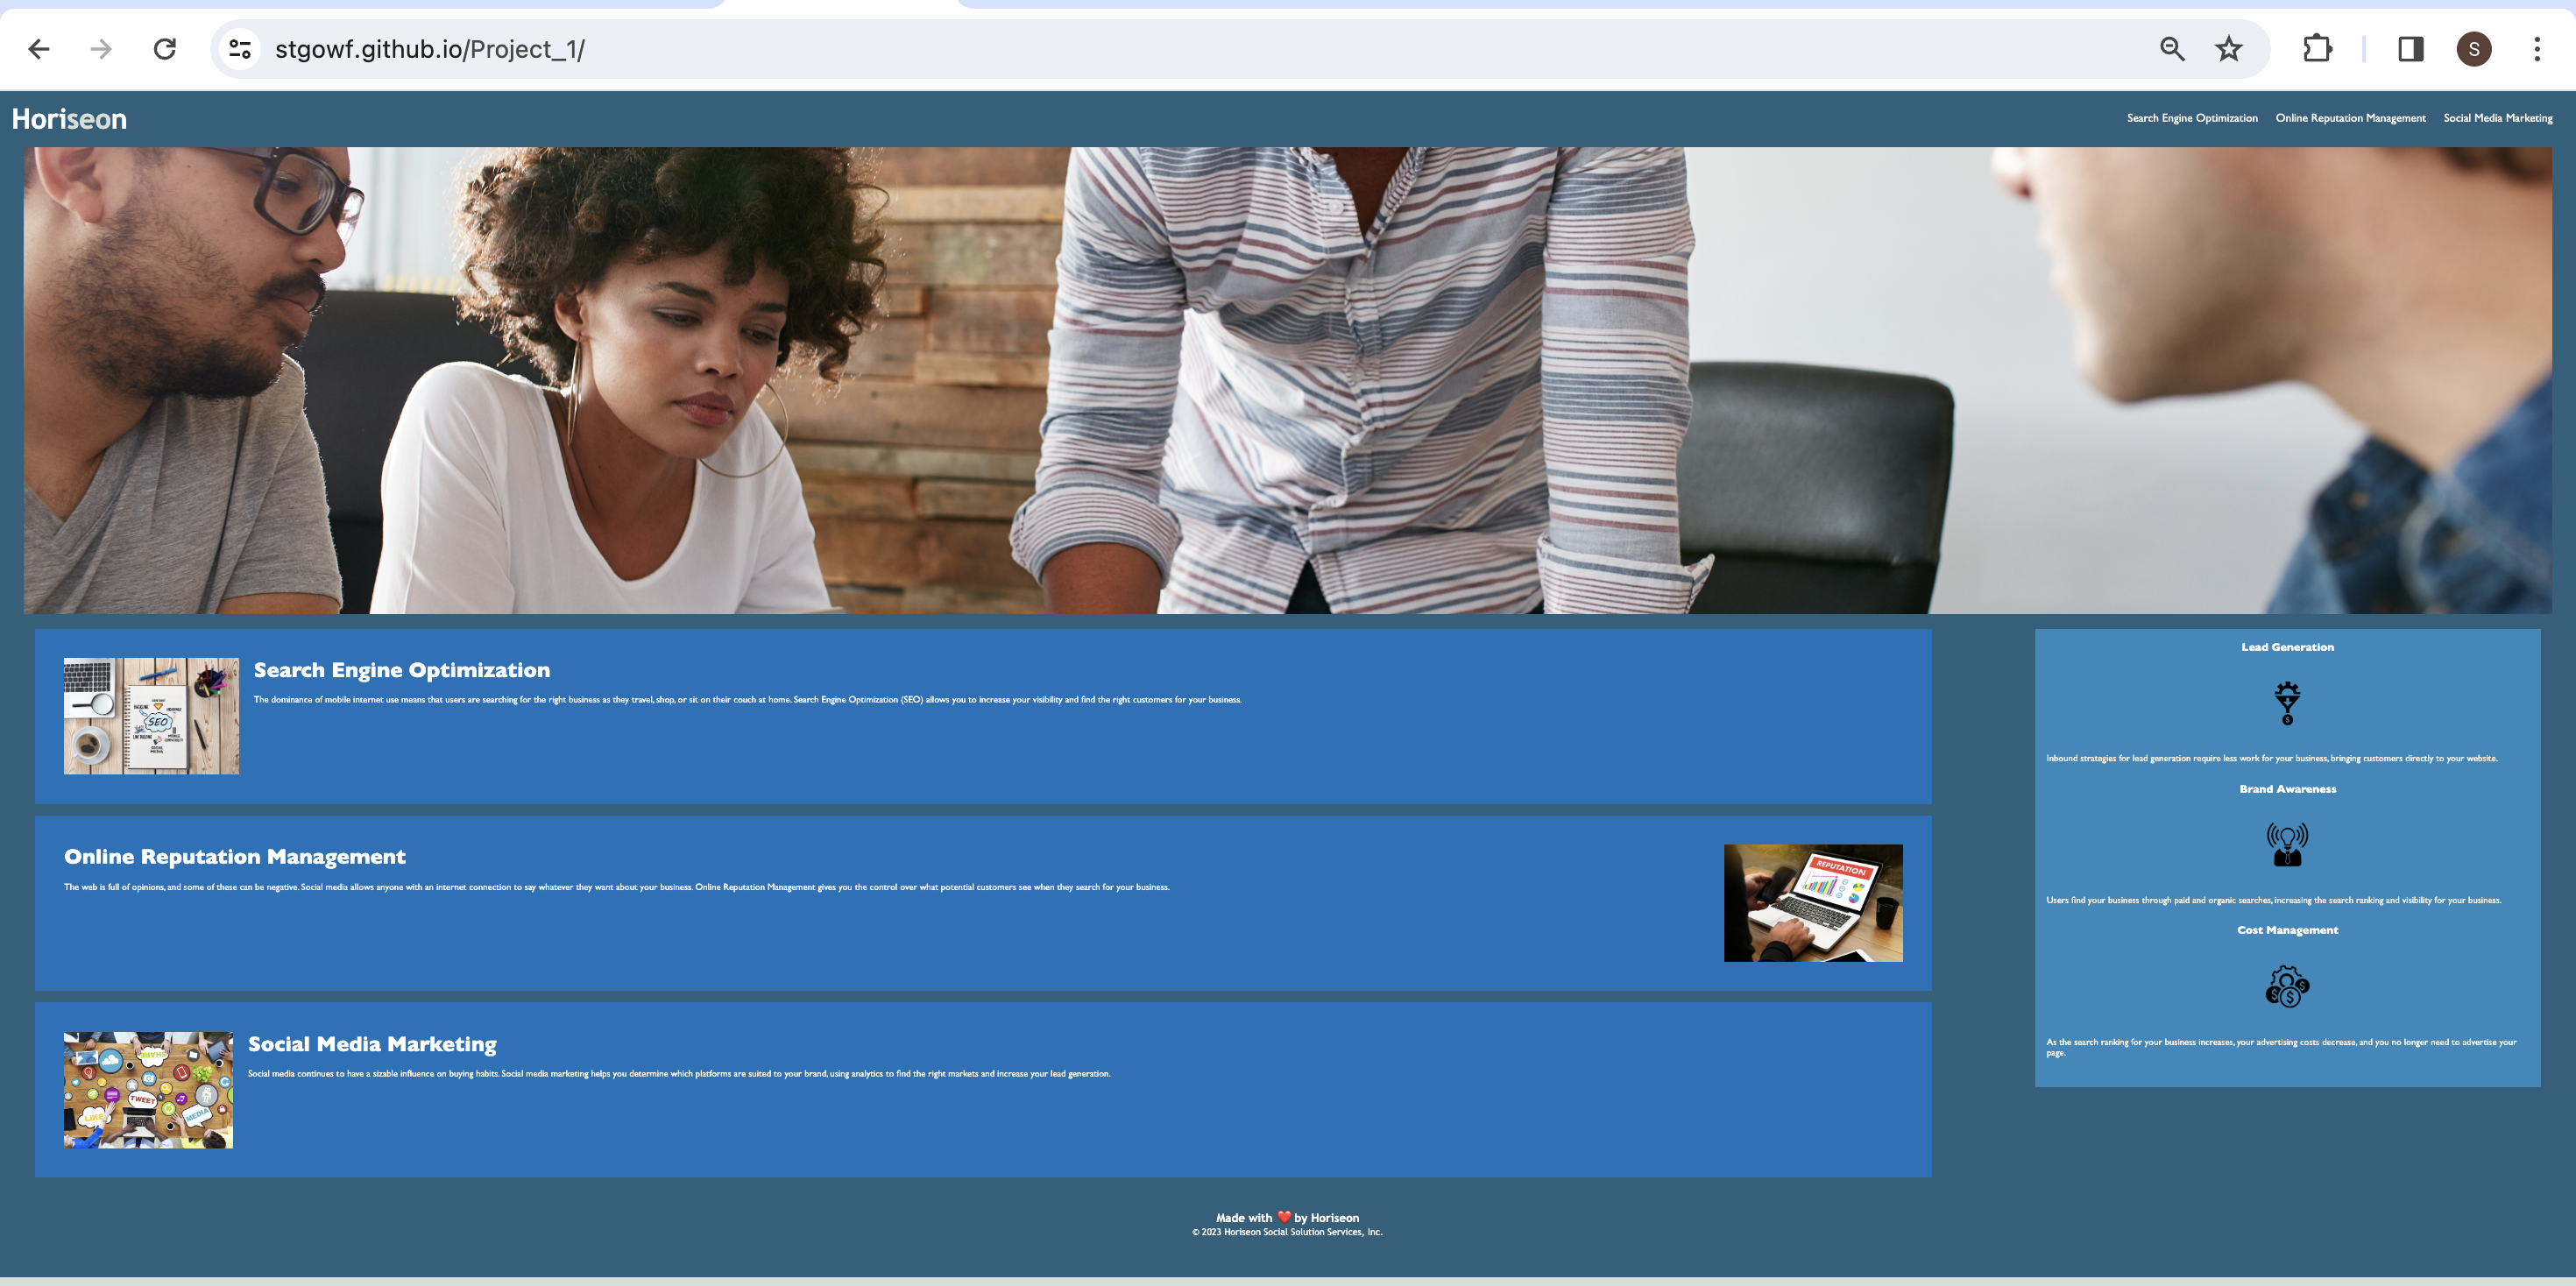 stgowf.github.io/Project_1/
S
Horiseon
Search Engine Optimization Online Reputation Management Social Media Marketing
Search Engine Optimization
The dominance of mobile internet use means that users are searching for the right business as they travel, shop, or sit on their couch at home. Search Engine Optimization (SEO) allows you to increase your visibility and find the right customers for your business.
SEO
Online Reputation Management
The web is full of opinions, and some of these can be negative. Social media allows anyone with an internet connection to say whatever they want about your business. Online Reputation Management gives you the control over what potential customers see when they search for your business.
REPUTATION
Social Media Marketing
Social media continues to have a sizable influence on buying habits. Social media marketing helps you determine which platforms are suited to your brand, using analytics to find the right markets and increase your lead generation.
SHARE
TWEET
LIKE
MEDIA
Lead Generation
Inbound strategies for lead generation require less work for your business, bringing customers directly to your website.
Brand Awareness
Users find your business through paid and organic searches, increasing the search ranking and visibility for your business.
Cost Management
As the search ranking for your business increases, your advertising costs decrease, and you no longer need to advertise your
page.
Made with ❤️ by Horiseon
© 2023 Horiseon Social Solution Services, Inc.